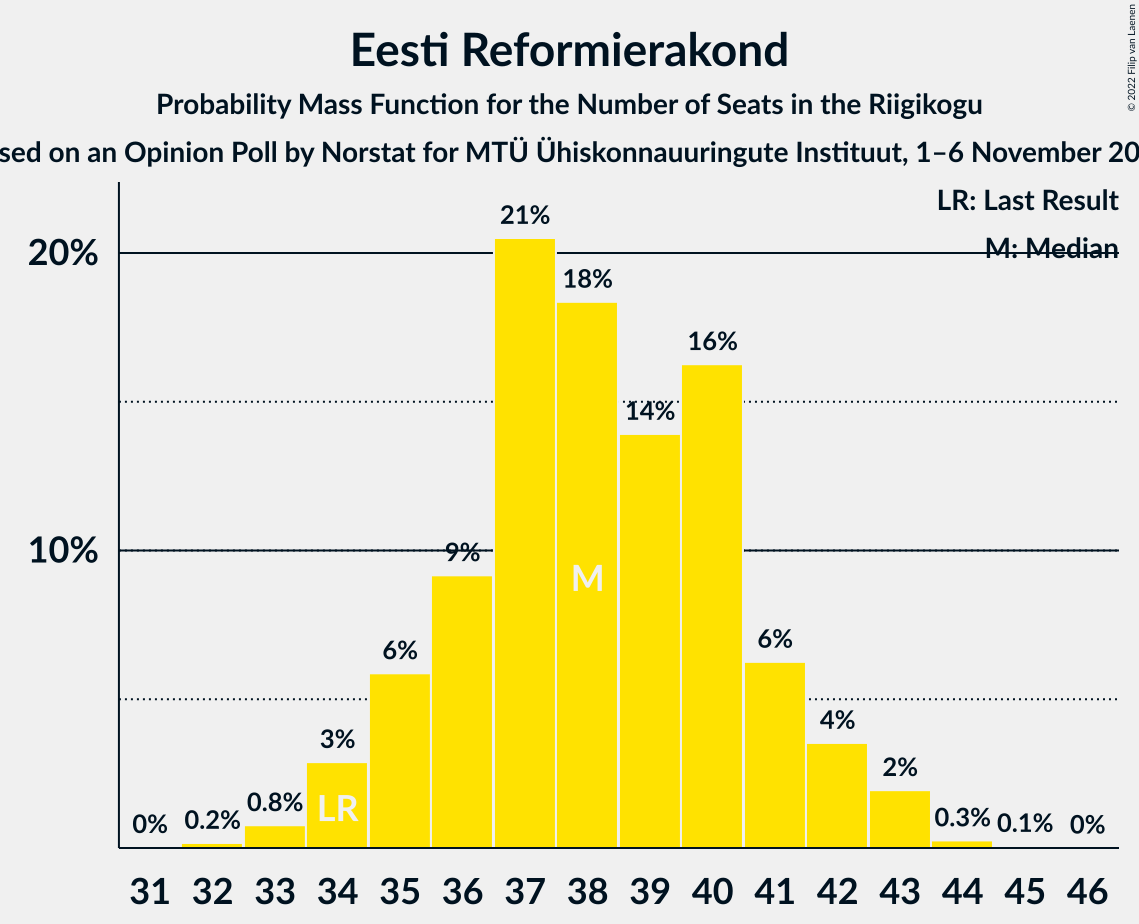 Eesti Reformierakond
Probability Mass Function for the Number of Seats in the Riigikogu
sed on an Opinion Poll by Norstat for MTÜ Ühiskonnauuringute Instituut, 1–6 November 20
© 2022 Filip van Laenen
LR: Last Result
M: Median
20%
10%
0% 0.2% 0.8% 3% 6% 9% 21% 18% 14% 16% 6% 4% 2% 0.3% 0.1% 0%
LR M
31 32 33 34 35 36 37 38 39 40 41 42 43 44 45 46